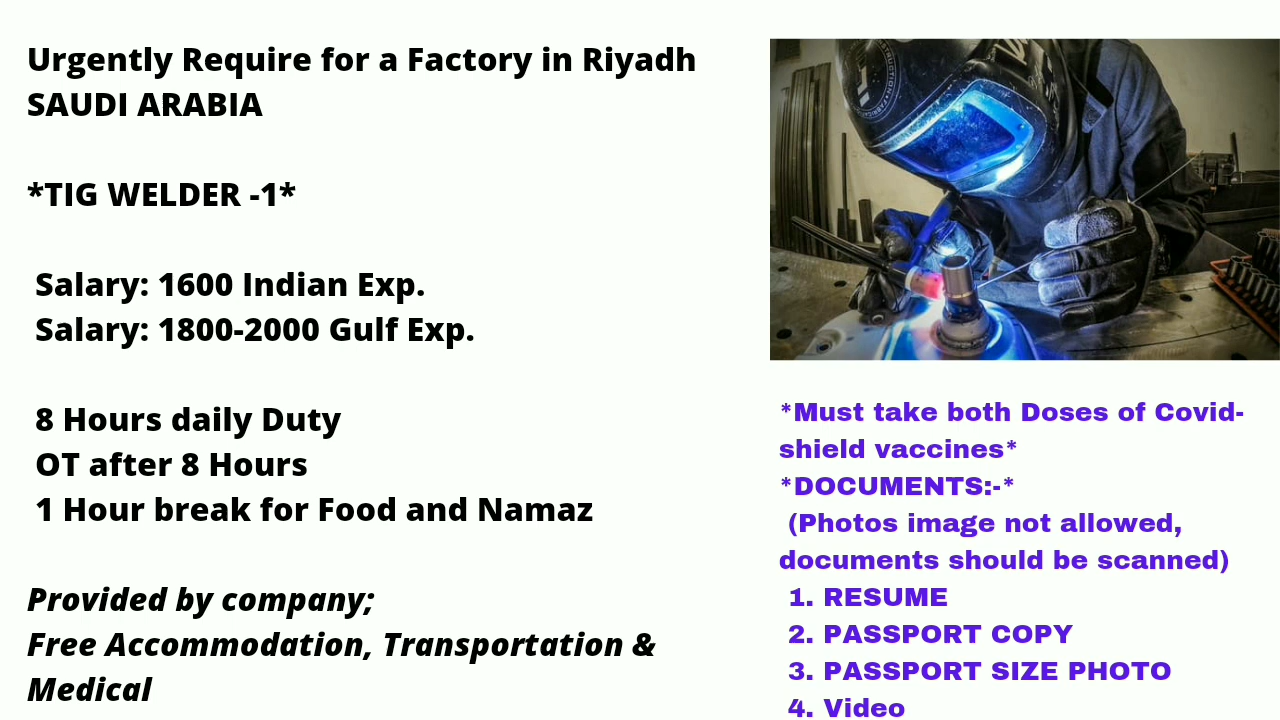 Urgently Require for a Factory in Riyadh
SAUDI ARABIA
*TIG WELDER -1*
Salary: 1600 Indian Exp.
Salary: 1800-2000 Gulf Exp.
8 Hours daily Duty
OT after 8 Hours
1 Hour break for Food and Namaz
Provided by company;
Free Accommodation, Transportation &
Medical
*Must take both Doses of Covid-
shield vaccines*
*DOCUMENTS:-*
(Photos image not allowed,
documents should be scanned)
1. RESUME
2. PASSPORT COPY
3. PASSPORT SIZE PHOTO
4. Video